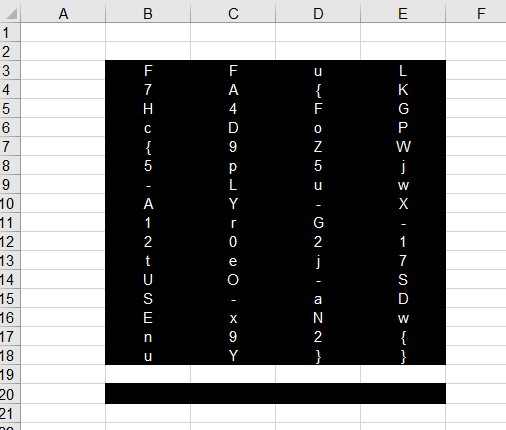 A B C D E F
1
2
3 F F u L
4 7 A { K
5 H 4 F G
6 c D o P
7 { 9 Z W
8 5 p 5 j
9 - L u w
10 A Y - X
11 1 r G -
12 2 0 2 1
13 t e j 7
14 U O - S
15 S - a D
16 E x N w
17 n 9 2 {
18 u Y } }
19
20
21